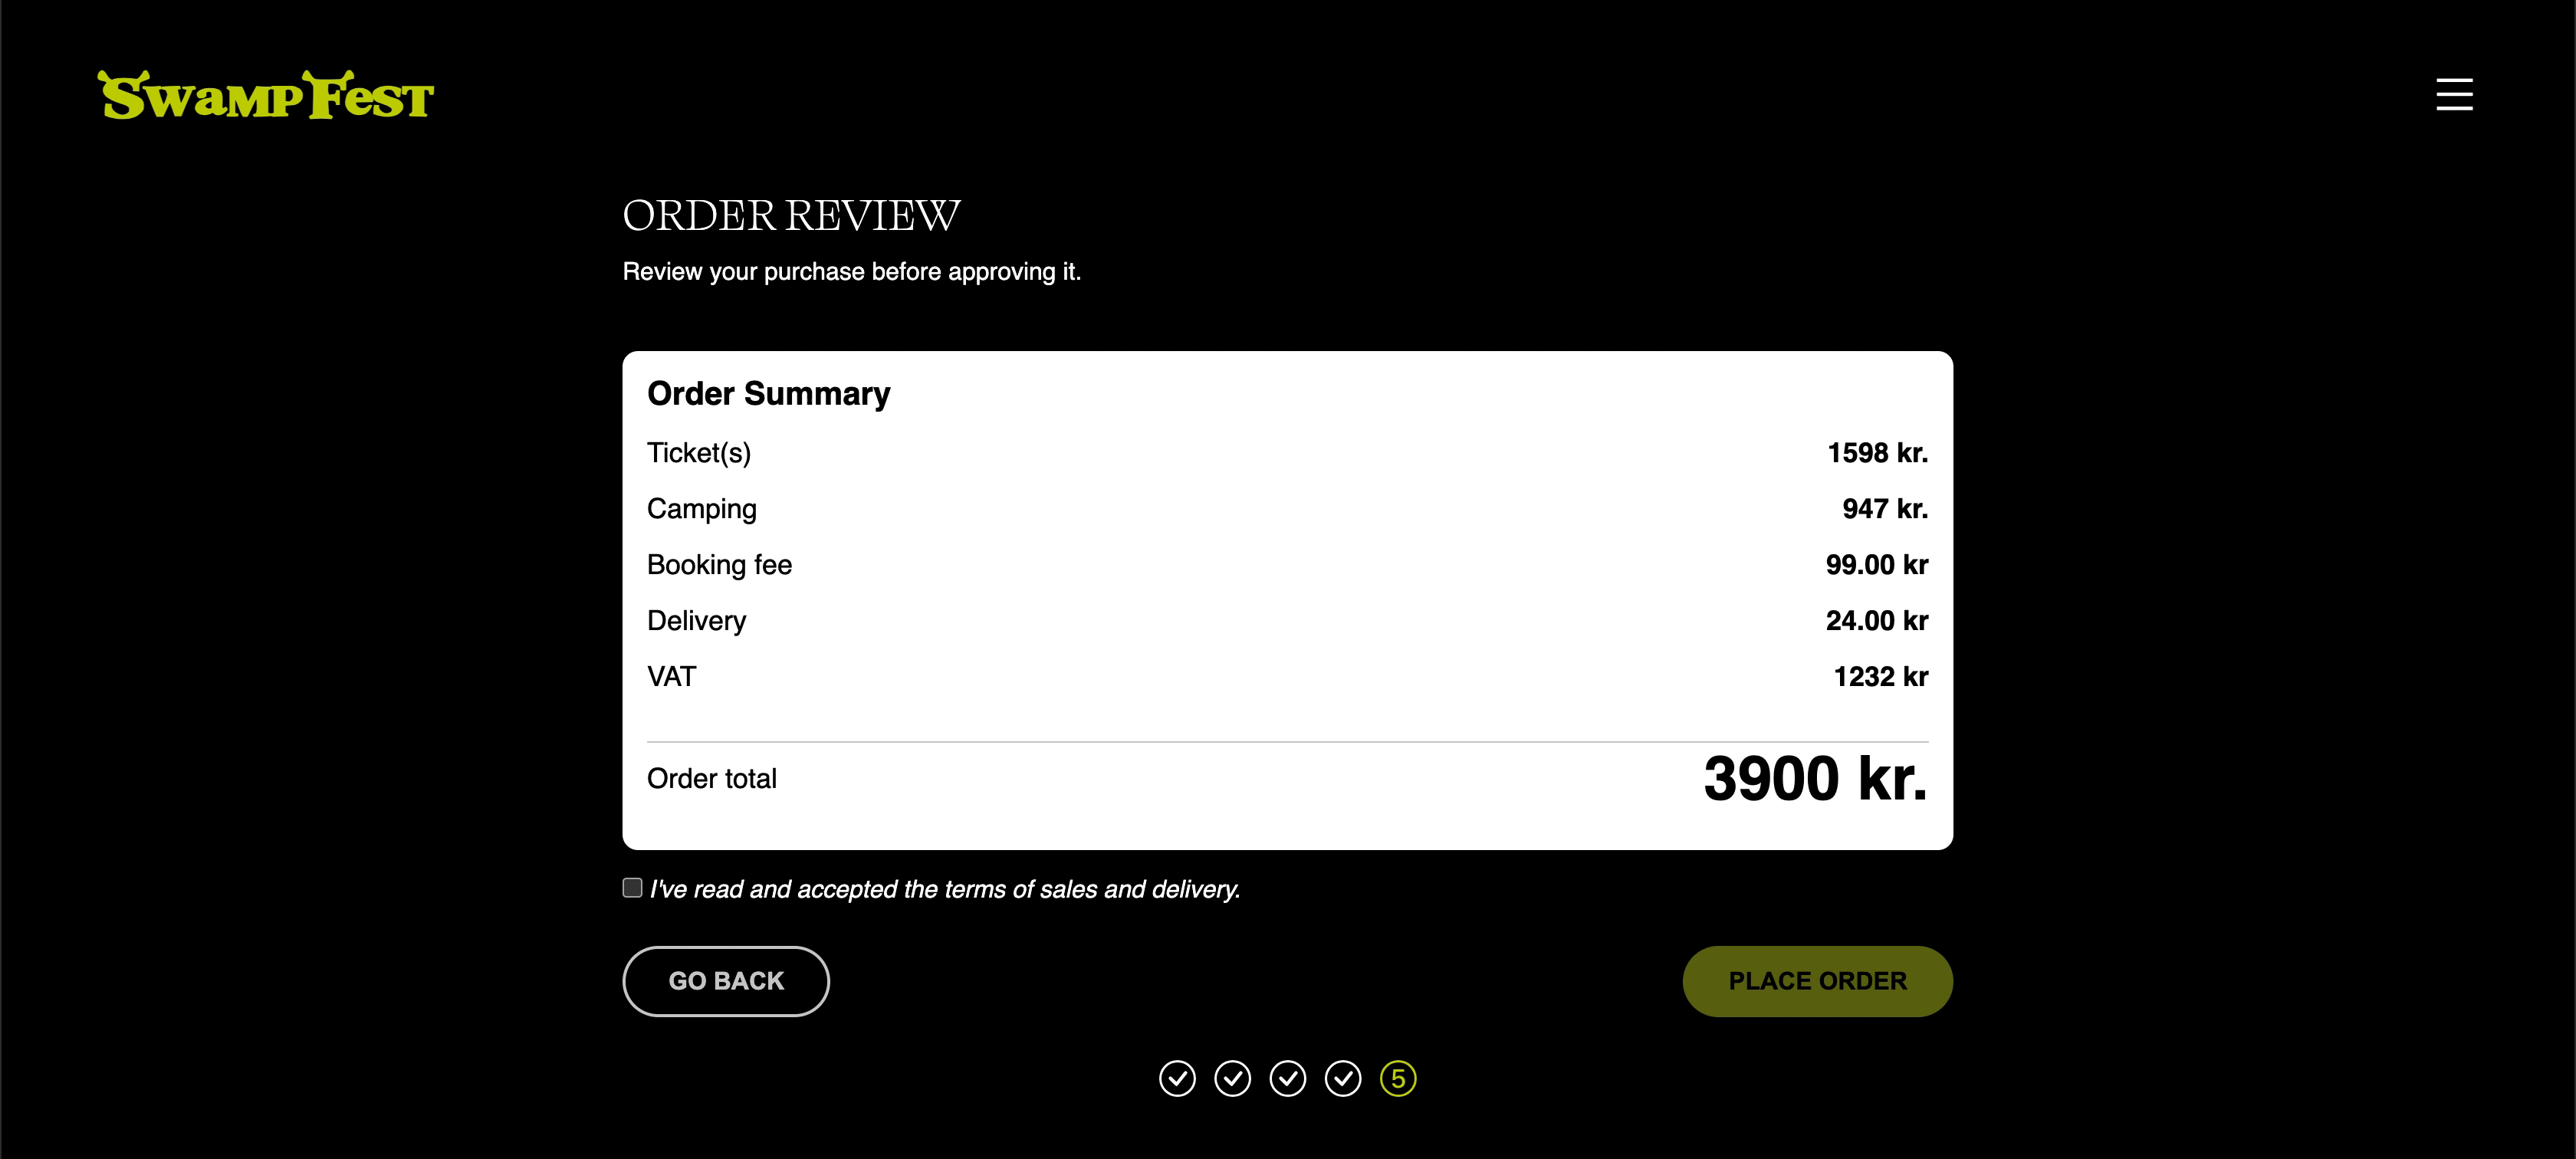 SwampFest
ORDER REVIEW
Review your purchase before approving it.
Order Summary
Ticket(s) 1598 kr.
Camping 947 kr.
Booking fee 99.00 kr
Delivery 24.00 kr
VAT 1232 kr
Order total 3900 kr.
I've read and accepted the terms of sales and delivery.
GO BACK PLACE ORDER
5